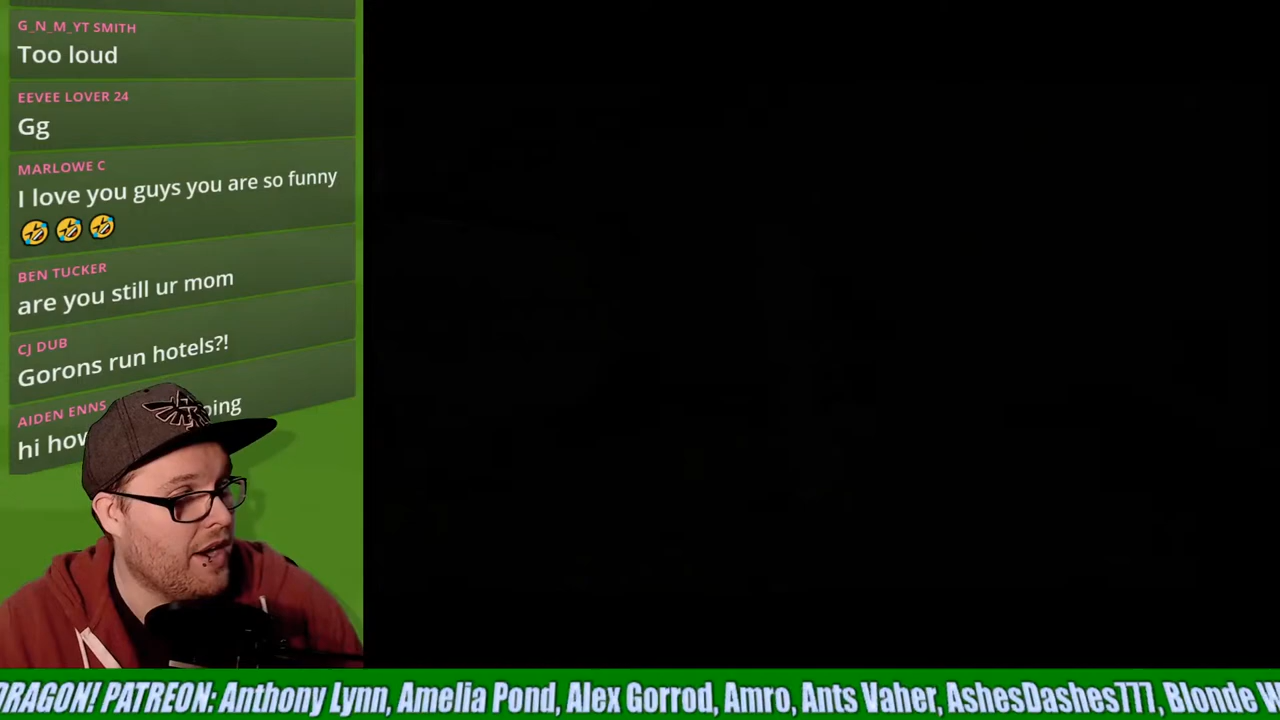 G_N_M_YT SMITH
Too loud
EEVEE LOVER 24
Gg
MARLOWE C
I love you guys you are so funny
🤣 🤣 🤣
BEN TUCKER
are you still ur mom
CJ DUB
Gorons run hotels?!
AIDEN ENNS
hi
DRAGON! PATREON: Anthony Lynn, Amelia Pond, Alex Gorrod, Amro, Ants Vaher, AshesDashes777, Blonde